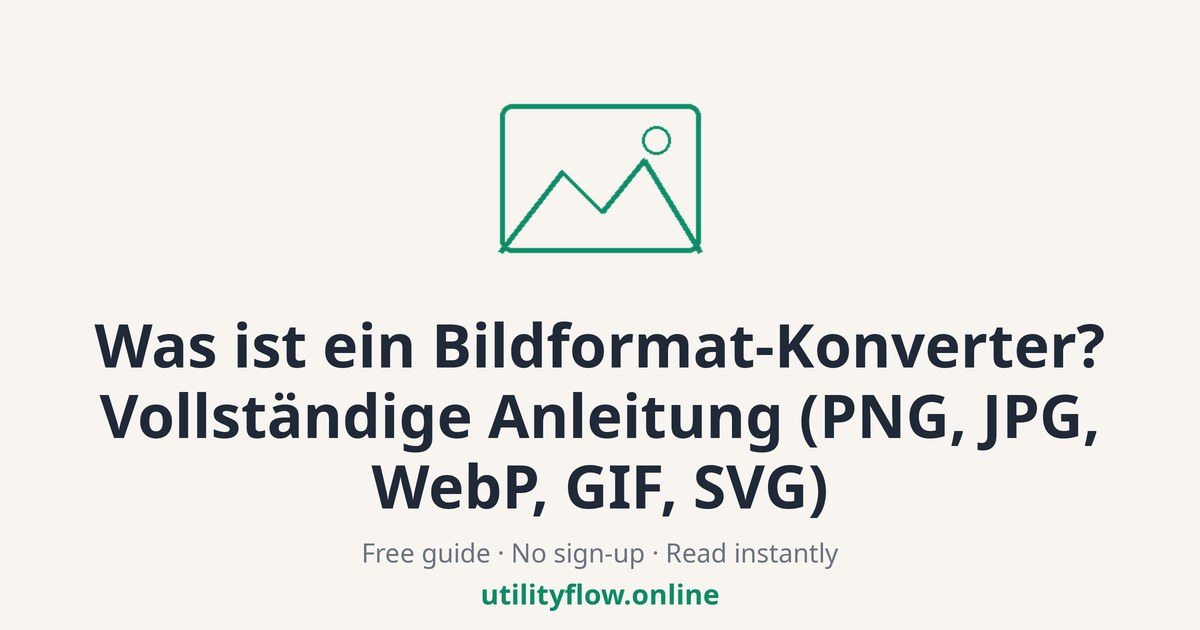 Was ist ein Bildformat-Konverter?
Vollständige Anleitung (PNG, JPG,
WebP, GIF, SVG)
Free guide · No sign-up · Read instantly
utilityflow.online